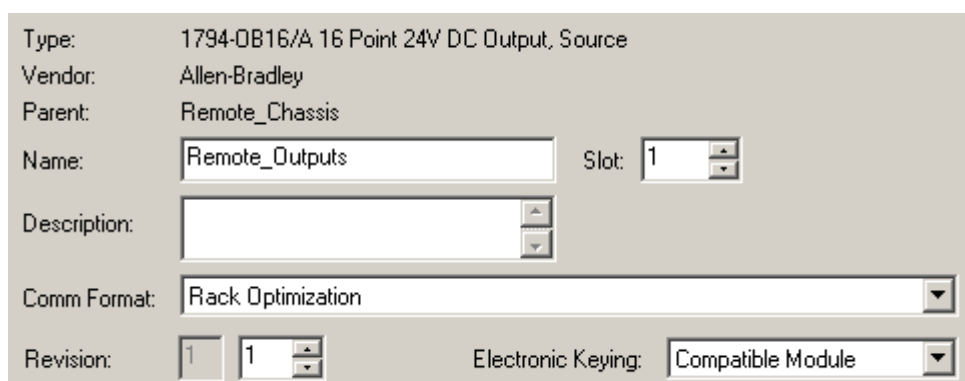 Type: 1794-OB16/A 16 Point 24V DC Output, Source
Vendor: Allen-Bradley
Parent: Remote_Chassis
Name: Remote_Outputs Slot: 1
Description:
Comm Format: Rack Optimization
Revision: 1 1 Electronic Keying: Compatible Module